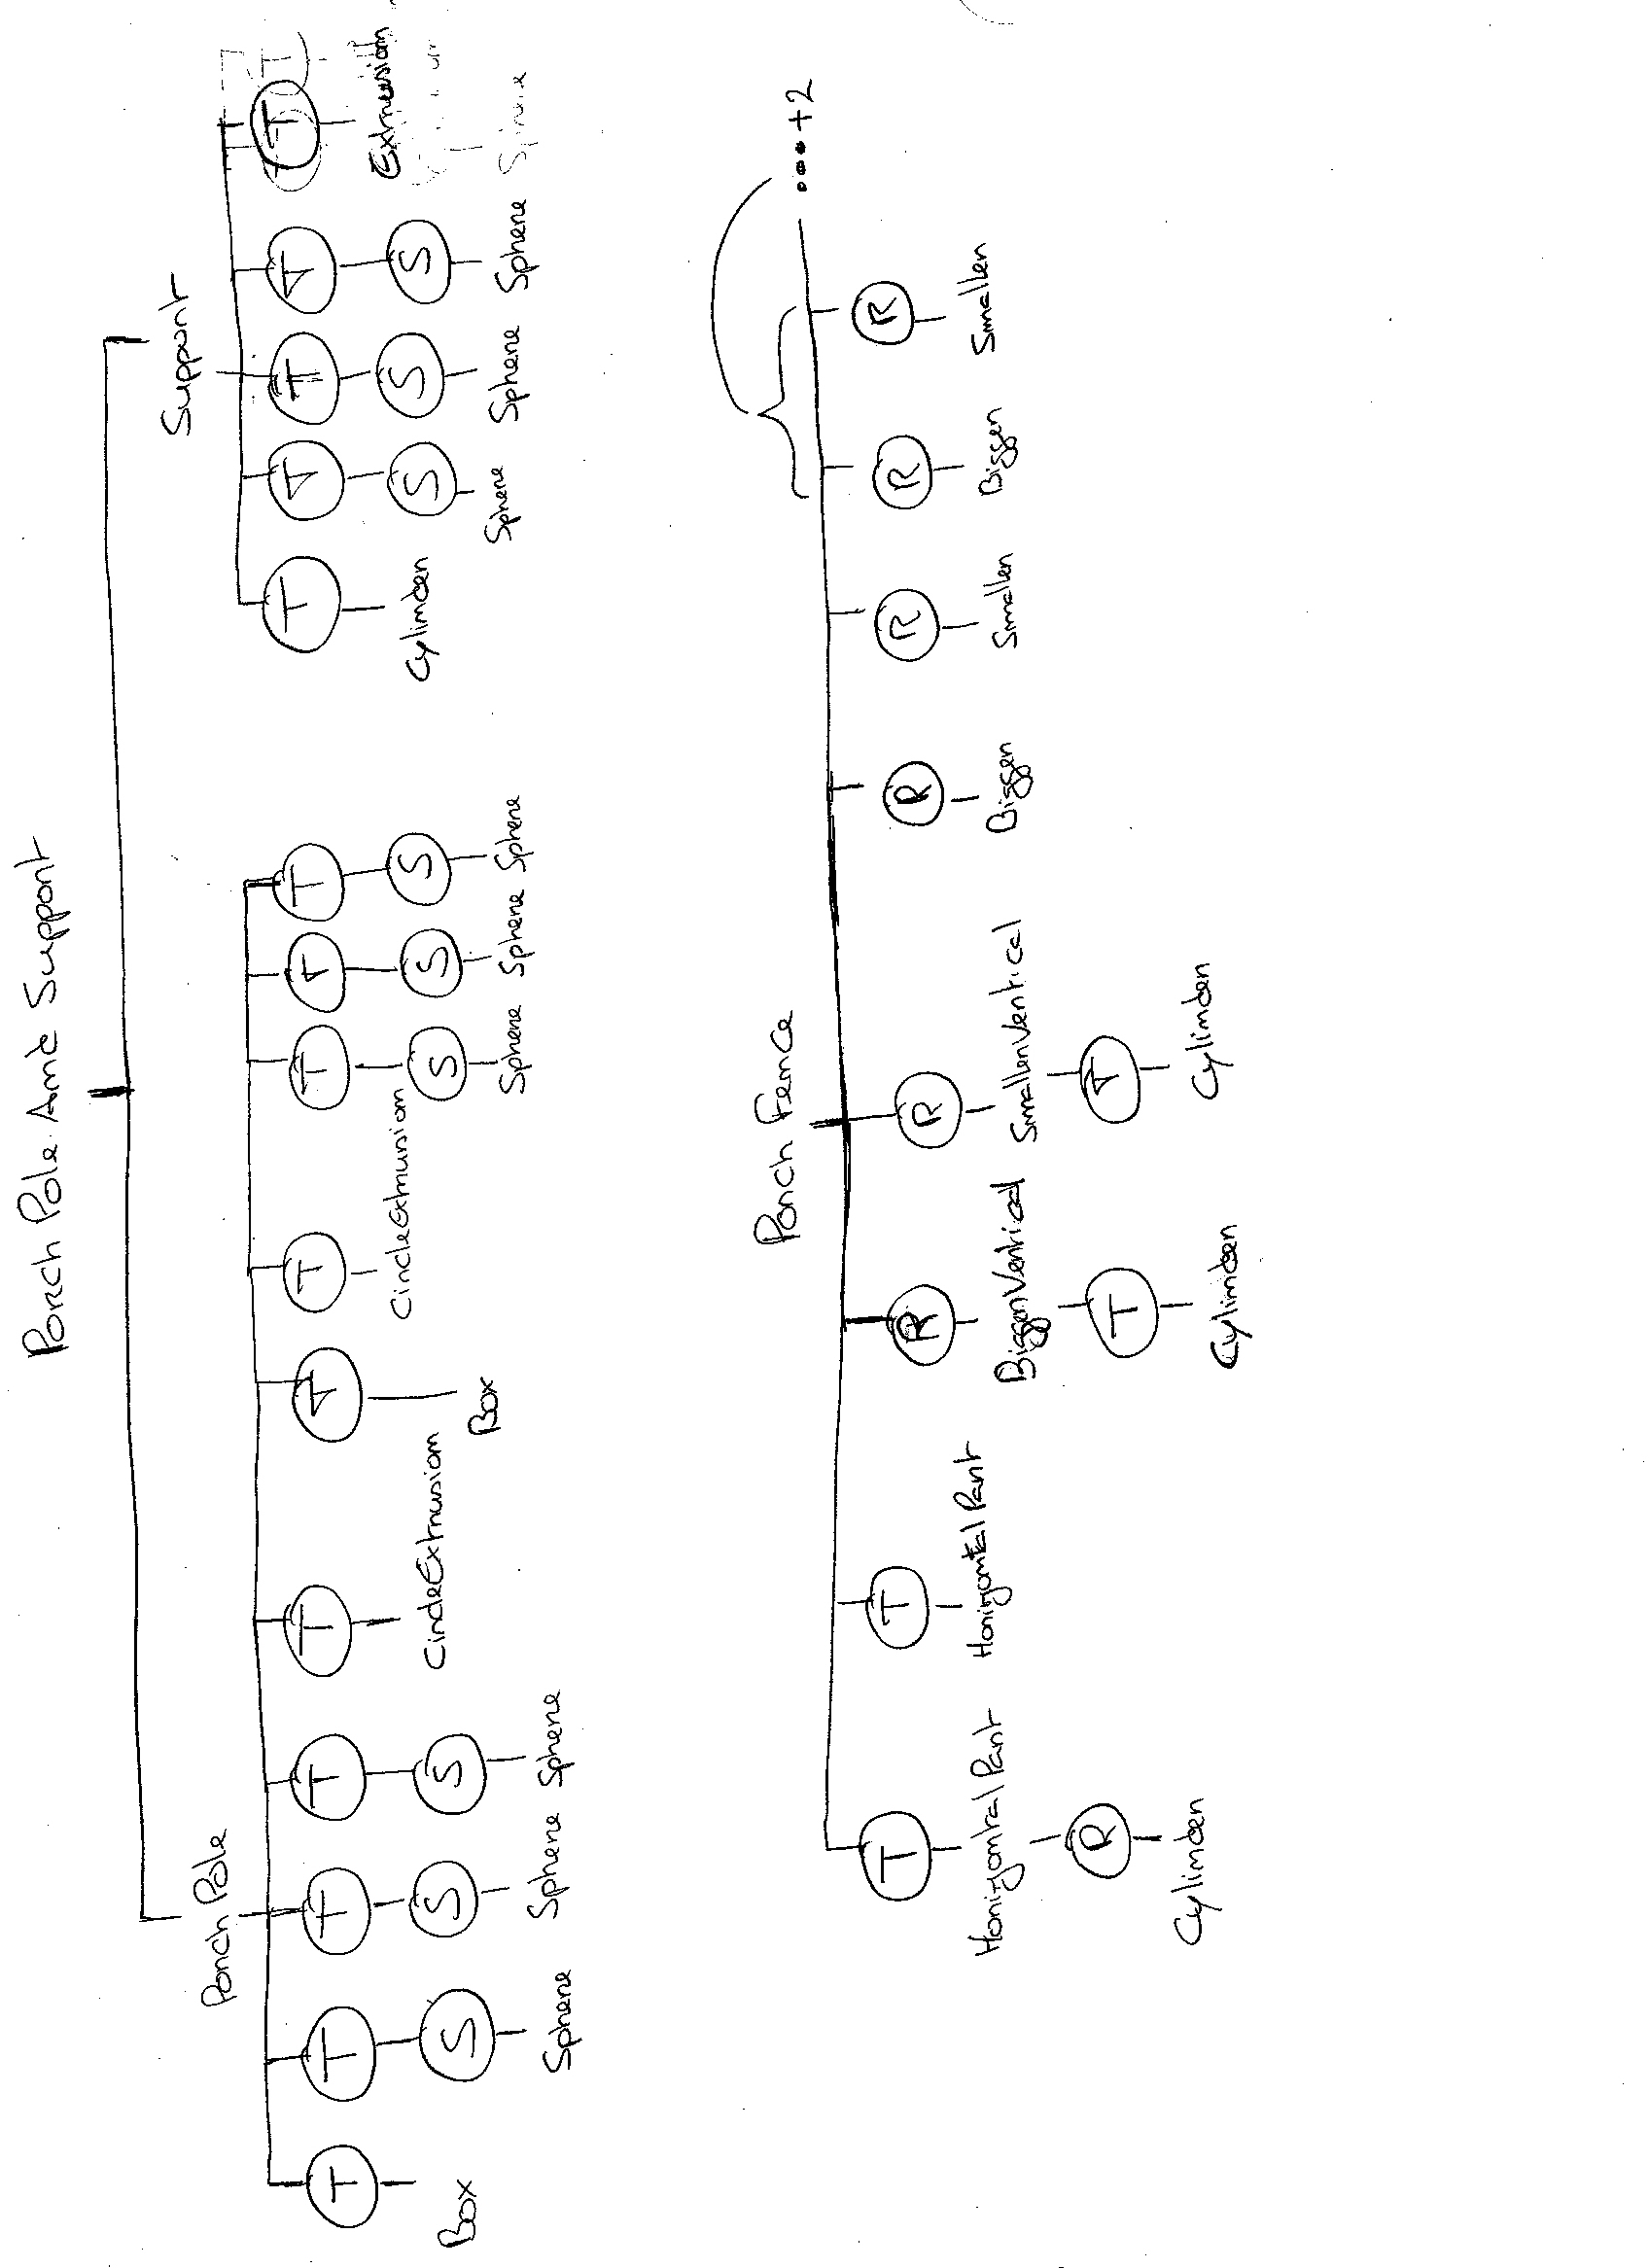 Porch Pole And Support
Porch Pole
Support
T T T T T T T T T T
S S S S S S
Box
Sphere
Sphere
Sphere
CircleExtrusion
Box
CircleExtrusion
Sphere
Sphere
Sphere
T T T T T
S S S
Cylinder
Sphere
Sphere
Sphere
Extrusion
Porch Fence
T T R R R R R R ...+2
Horizontal Part
Horizontal Part
BiggerVertical
SmallerVertical
Bigger
Smaller
Bigger
Smaller
R T T
Cylinder
Cylinder
Cylinder